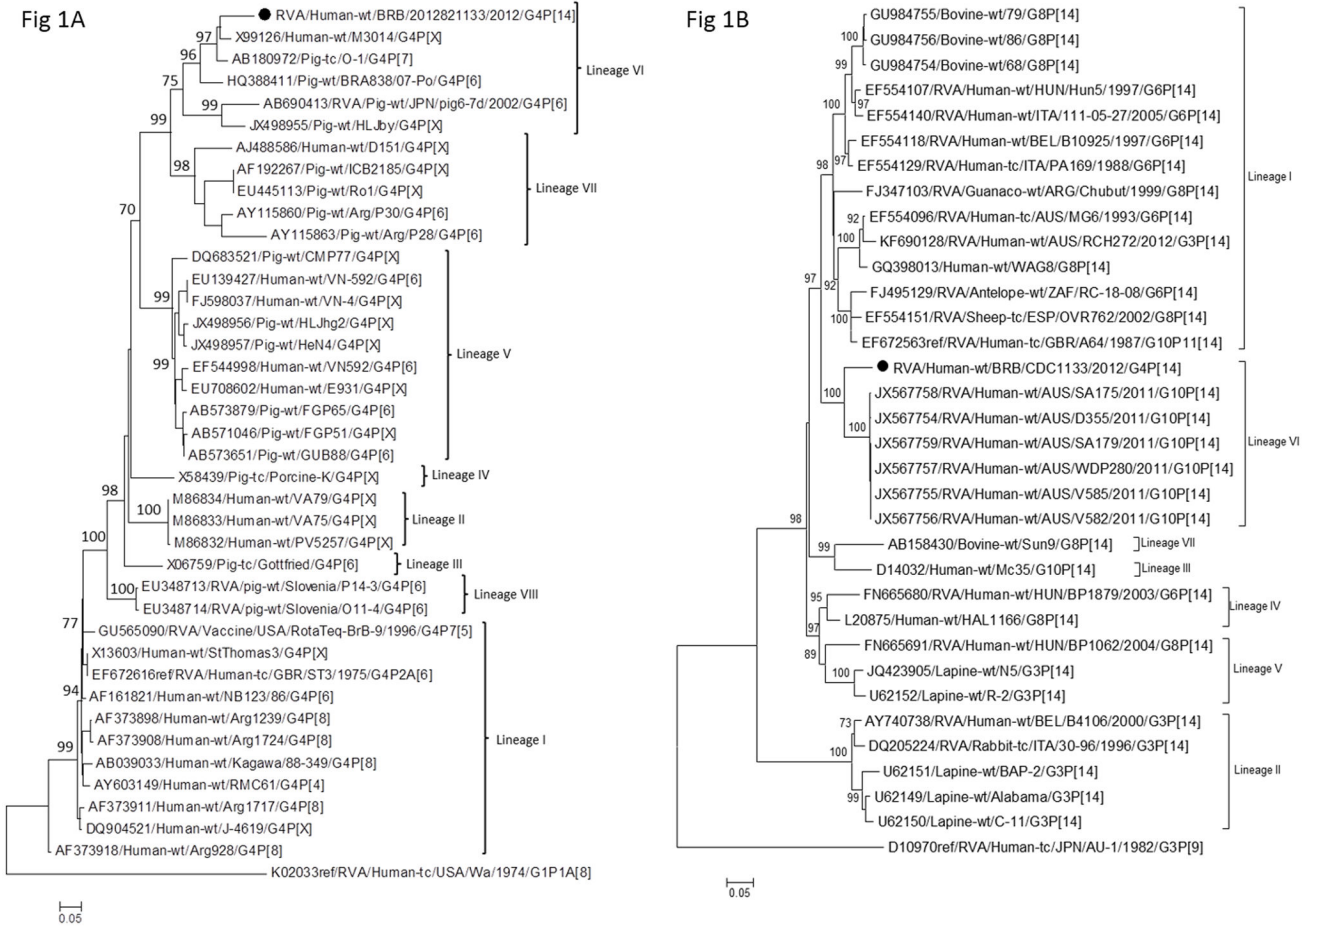 Fig 1A
RVA/Human-wt/BRB/2012821133/2012/G4P[14]
97
X99126/Human-wt/M3014/G4P[X]
96
AB180972/Pig-tc/O-1/G4P[7]
75
HQ388411/Pig-wt/BRA838/07-Po/G4P[6]
Lineage VI
99
AB690413/RVA/Pig-wt/JPN/pig6-7d/2002/G4P[6]
99
JX498955/Pig-wt/HLJby/G4P[X]
AJ488586/Human-wt/D151/G4P[X]
98
AF192267/Pig-wt/ICB2185/G4P[X]
EU445113/Pig-wt/Ro1/G4P[X]
Lineage VII
70
AY115860/Pig-wt/Arg/P30/G4P[6]
AY115863/Pig-wt/Arg/P28/G4P[6]
DQ683521/Pig-wt/CMP77/G4P[X]
EU139427/Human-wt/VN-592/G4P[6]
99
FJ598037/Human-wt/VN-4/G4P[X]
JX498956/Pig-wt/HLJhg2/G4P[X]
JX498957/Pig-wt/HeN4/G4P[X]
Lineage V
99
EF544998/Human-wt/VN592/G4P[6]
EU708602/Human-wt/E931/G4P[X]
AB573879/Pig-wt/FGP65/G4P[6]
AB571046/Pig-wt/FGP51/G4P[X]
AB573651/Pig-wt/GUB88/G4P[6]
X58439/Pig-tc/Porcine-K/G4P[X]
Lineage IV
98
M86834/Human-wt/VA79/G4P[X]
100
M86833/Human-wt/VA75/G4P[X]
Lineage II
100
M86832/Human-wt/PV5257/G4P[X]
X06759/Pig-tc/Gottfried/G4P[6]
Lineage III
100
EU348713/RVA/pig-wt/Slovenia/P14-3/G4P[6]
Lineage VIII
EU348714/RVA/pig-wt/Slovenia/O11-4/G4P[6]
77
GU565090/RVA/Vaccine/USA/RotaTeq-BrB-9/1996/G4P7[5]
X13603/Human-wt/StThomas3/G4P[X]
EF672616ref/RVA/Human-tc/GBR/ST3/1975/G4P2A[6]
94
AF161821/Human-wt/NB123/86/G4P[6]
AF373898/Human-wt/Arg1239/G4P[8]
99
AF373908/Human-wt/Arg1724/G4P[8]
Lineage I
AB039033/Human-wt/Kagawa/88-349/G4P[8]
AY603149/Human-wt/RMC61/G4P[4]
AF373911/Human-wt/Arg1717/G4P[8]
DQ904521/Human-wt/J-4619/G4P[X]
AF373918/Human-wt/Arg928/G4P[8]
K02033ref/RVA/Human-tc/USA/Wa/1974/G1P1A[8]
0.05
Fig 1B
GU984755/Bovine-wt/79/G8P[14]
100
GU984756/Bovine-wt/86/G8P[14]
99
GU984754/Bovine-wt/68/G8P[14]
EF554107/RVA/Human-wt/HUN/Hun5/1997/G6P[14]
100
97
EF554140/RVA/Human-wt/ITA/111-05-27/2005/G6P[14]
EF554118/RVA/Human-wt/BEL/B10925/1997/G6P[14]
98
97
EF554129/RVA/Human-tc/ITA/PA169/1988/G6P[14]
Lineage I
FJ347103/RVA/Guanaco-wt/ARG/Chubut/1999/G8P[14]
92
EF554096/RVA/Human-tc/AUS/MG6/1993/G6P[14]
100
KF690128/RVA/Human-wt/AUS/RCH272/2012/G3P[14]
GQ398013/Human-wt/WAG8/G8P[14]
97
92
FJ495129/RVA/Antelope-wt/ZAF/RC-18-08/G6P[14]
100
EF554151/RVA/Sheep-tc/ESP/OVR762/2002/G8P[14]
EF672563ref/RVA/Human-tc/GBR/A64/1987/G10P11[14]
RVA/Human-wt/BRB/CDC1133/2012/G4P[14]
100
JX567758/RVA/Human-wt/AUS/SA175/2011/G10P[14]
JX567754/RVA/Human-wt/AUS/D355/2011/G10P[14]
100
JX567759/RVA/Human-wt/AUS/SA179/2011/G10P[14]
Lineage VI
JX567757/RVA/Human-wt/AUS/WDP280/2011/G10P[14]
JX567755/RVA/Human-wt/AUS/V585/2011/G10P[14]
98
JX567756/RVA/Human-wt/AUS/V582/2011/G10P[14]
99
AB158430/Bovine-wt/Sun9/G8P[14]
Lineage VII
D14032/Human-wt/Mc35/G10P[14]
Lineage III
95
FN665680/RVA/Human-wt/HUN/BP1879/2003/G6P[14]
Lineage IV
L20875/Human-wt/HAL1166/G8P[14]
97
89
FN665691/RVA/Human-wt/HUN/BP1062/2004/G8P[14]
100
JQ423905/Lapine-wt/N5/G3P[14]
Lineage V
U62152/Lapine-wt/R-2/G3P[14]
73
AY740738/RVA/Human-wt/BEL/B4106/2000/G3P[14]
100
DQ205224/RVA/Rabbit-tc/ITA/30-96/1996/G3P[14]
U62151/Lapine-wt/BAP-2/G3P[14]
Lineage II
99
U62149/Lapine-wt/Alabama/G3P[14]
U62150/Lapine-wt/C-11/G3P[14]
D10970ref/RVA/Human-tc/JPN/AU-1/1982/G3P[9]
0.05